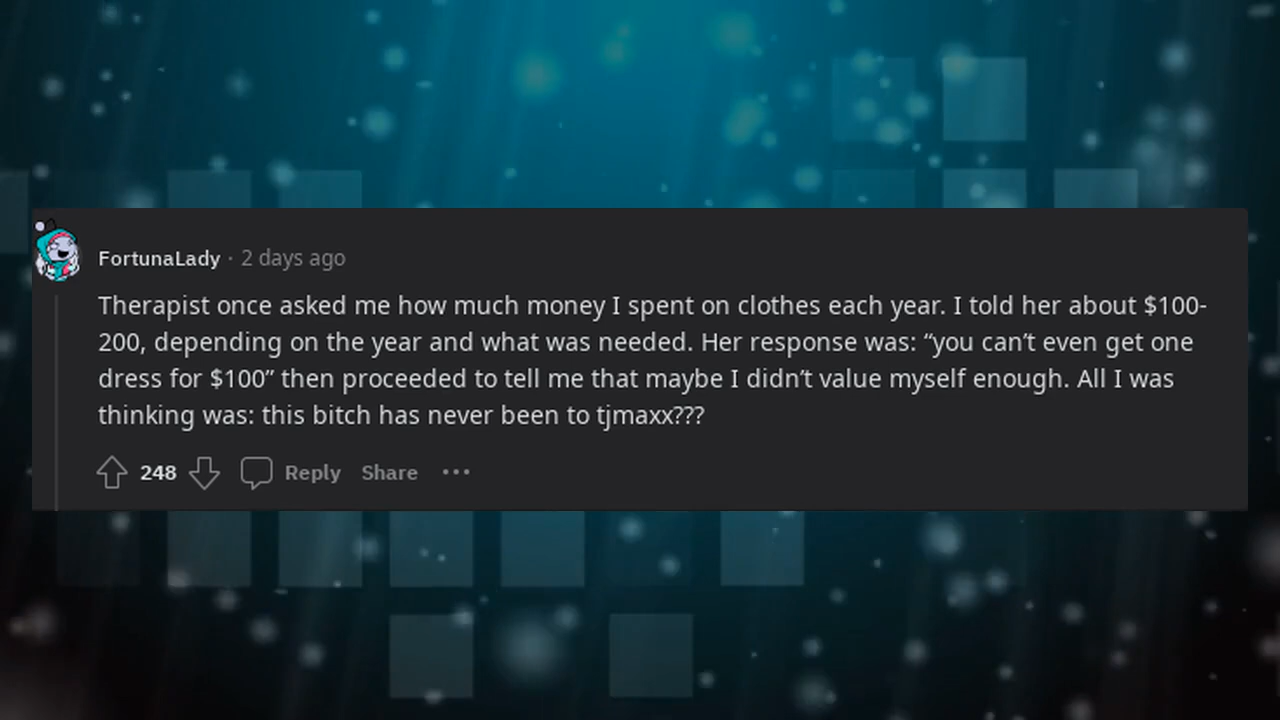 FortunaLady · 2 days ago
Therapist once asked me how much money I spent on clothes each year. I told her about $100-
200, depending on the year and what was needed. Her response was: “you can’t even get one
dress for $100” then proceeded to tell me that maybe I didn’t value myself enough. All I was
thinking was: this bitch has never been to tjmaxx???
248 Reply Share ···